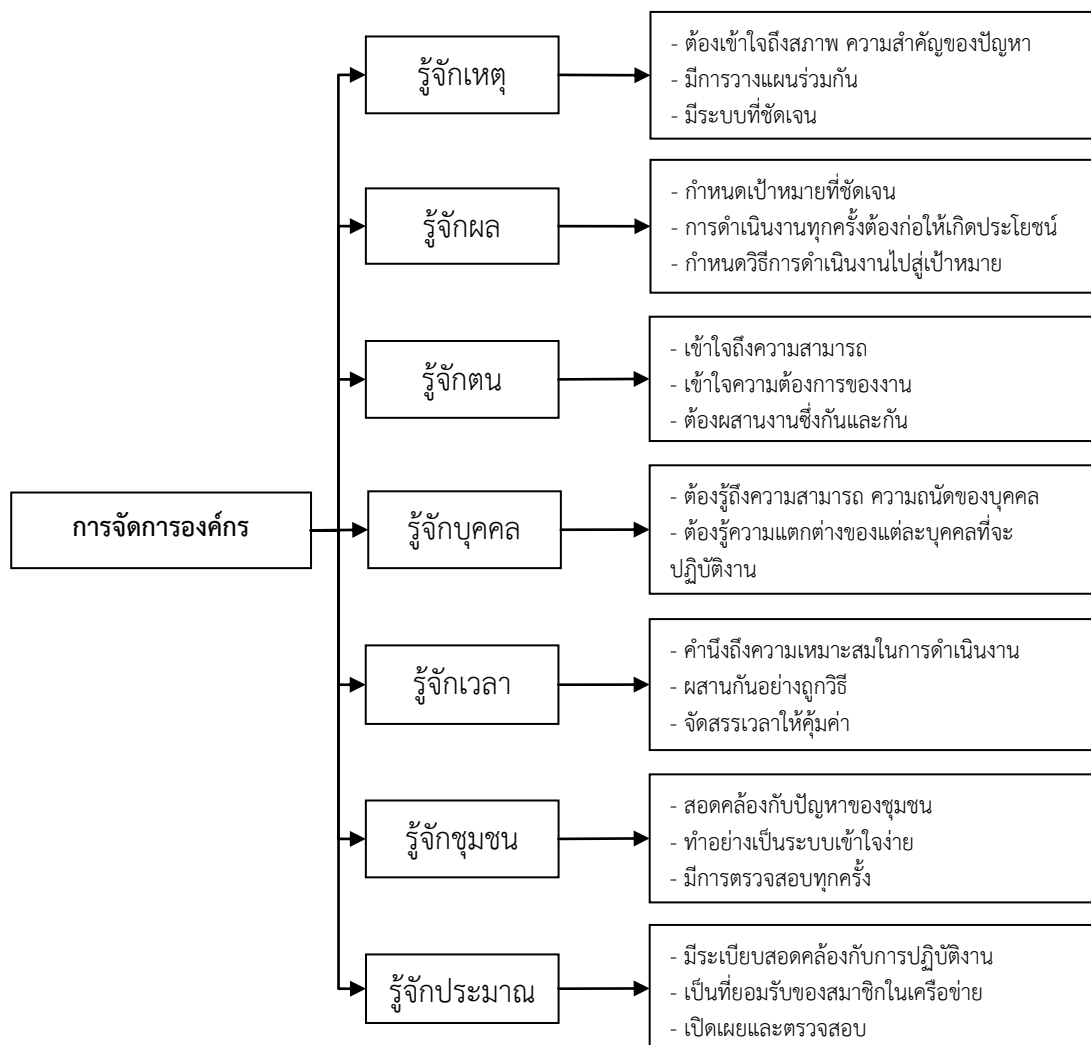 รู้จักเหตุ
- ต้องเข้าใจถึงสภาพ ความสำคัญของปัญหา
- มีการวางแผนร่วมกัน
- มีระบบที่ชัดเจน
รู้จักผล
- กำหนดเป้าหมายที่ชัดเจน
- การดำเนินงานทุกครั้งต้องก่อให้เกิดประโยชน์
- กำหนดวิธีการดำเนินงานไปสู่เป้าหมาย
รู้จักตน
- เข้าใจถึงความสามารถ
- เข้าใจความต้องการของงาน
- ต้องผสานงานซึ่งกันและกัน
การจัดการองค์กร
รู้จักบุคคล
- ต้องรู้ถึงความสามารถ ความถนัดของบุคคล
- ต้องรู้ความแตกต่างของแต่ละบุคคลที่จะ
ปฏิบัติงาน
รู้จักเวลา
- คำนึงถึงความเหมาะสมในการดำเนินงาน
- ผสานกันอย่างถูกวิธี
- จัดสรรเวลาให้คุ้มค่า
รู้จักชุมชน
- สอดคล้องกับปัญหาของชุมชน
- ทำอย่างเป็นระบบเข้าใจง่าย
- มีการตรวจสอบทุกครั้ง
รู้จักประมาณ
- มีระเบียบสอดคล้องกับการปฏิบัติงาน
- เป็นที่ยอมรับของสมาชิกในเครือข่าย
- เปิดเผยและตรวจสอบ